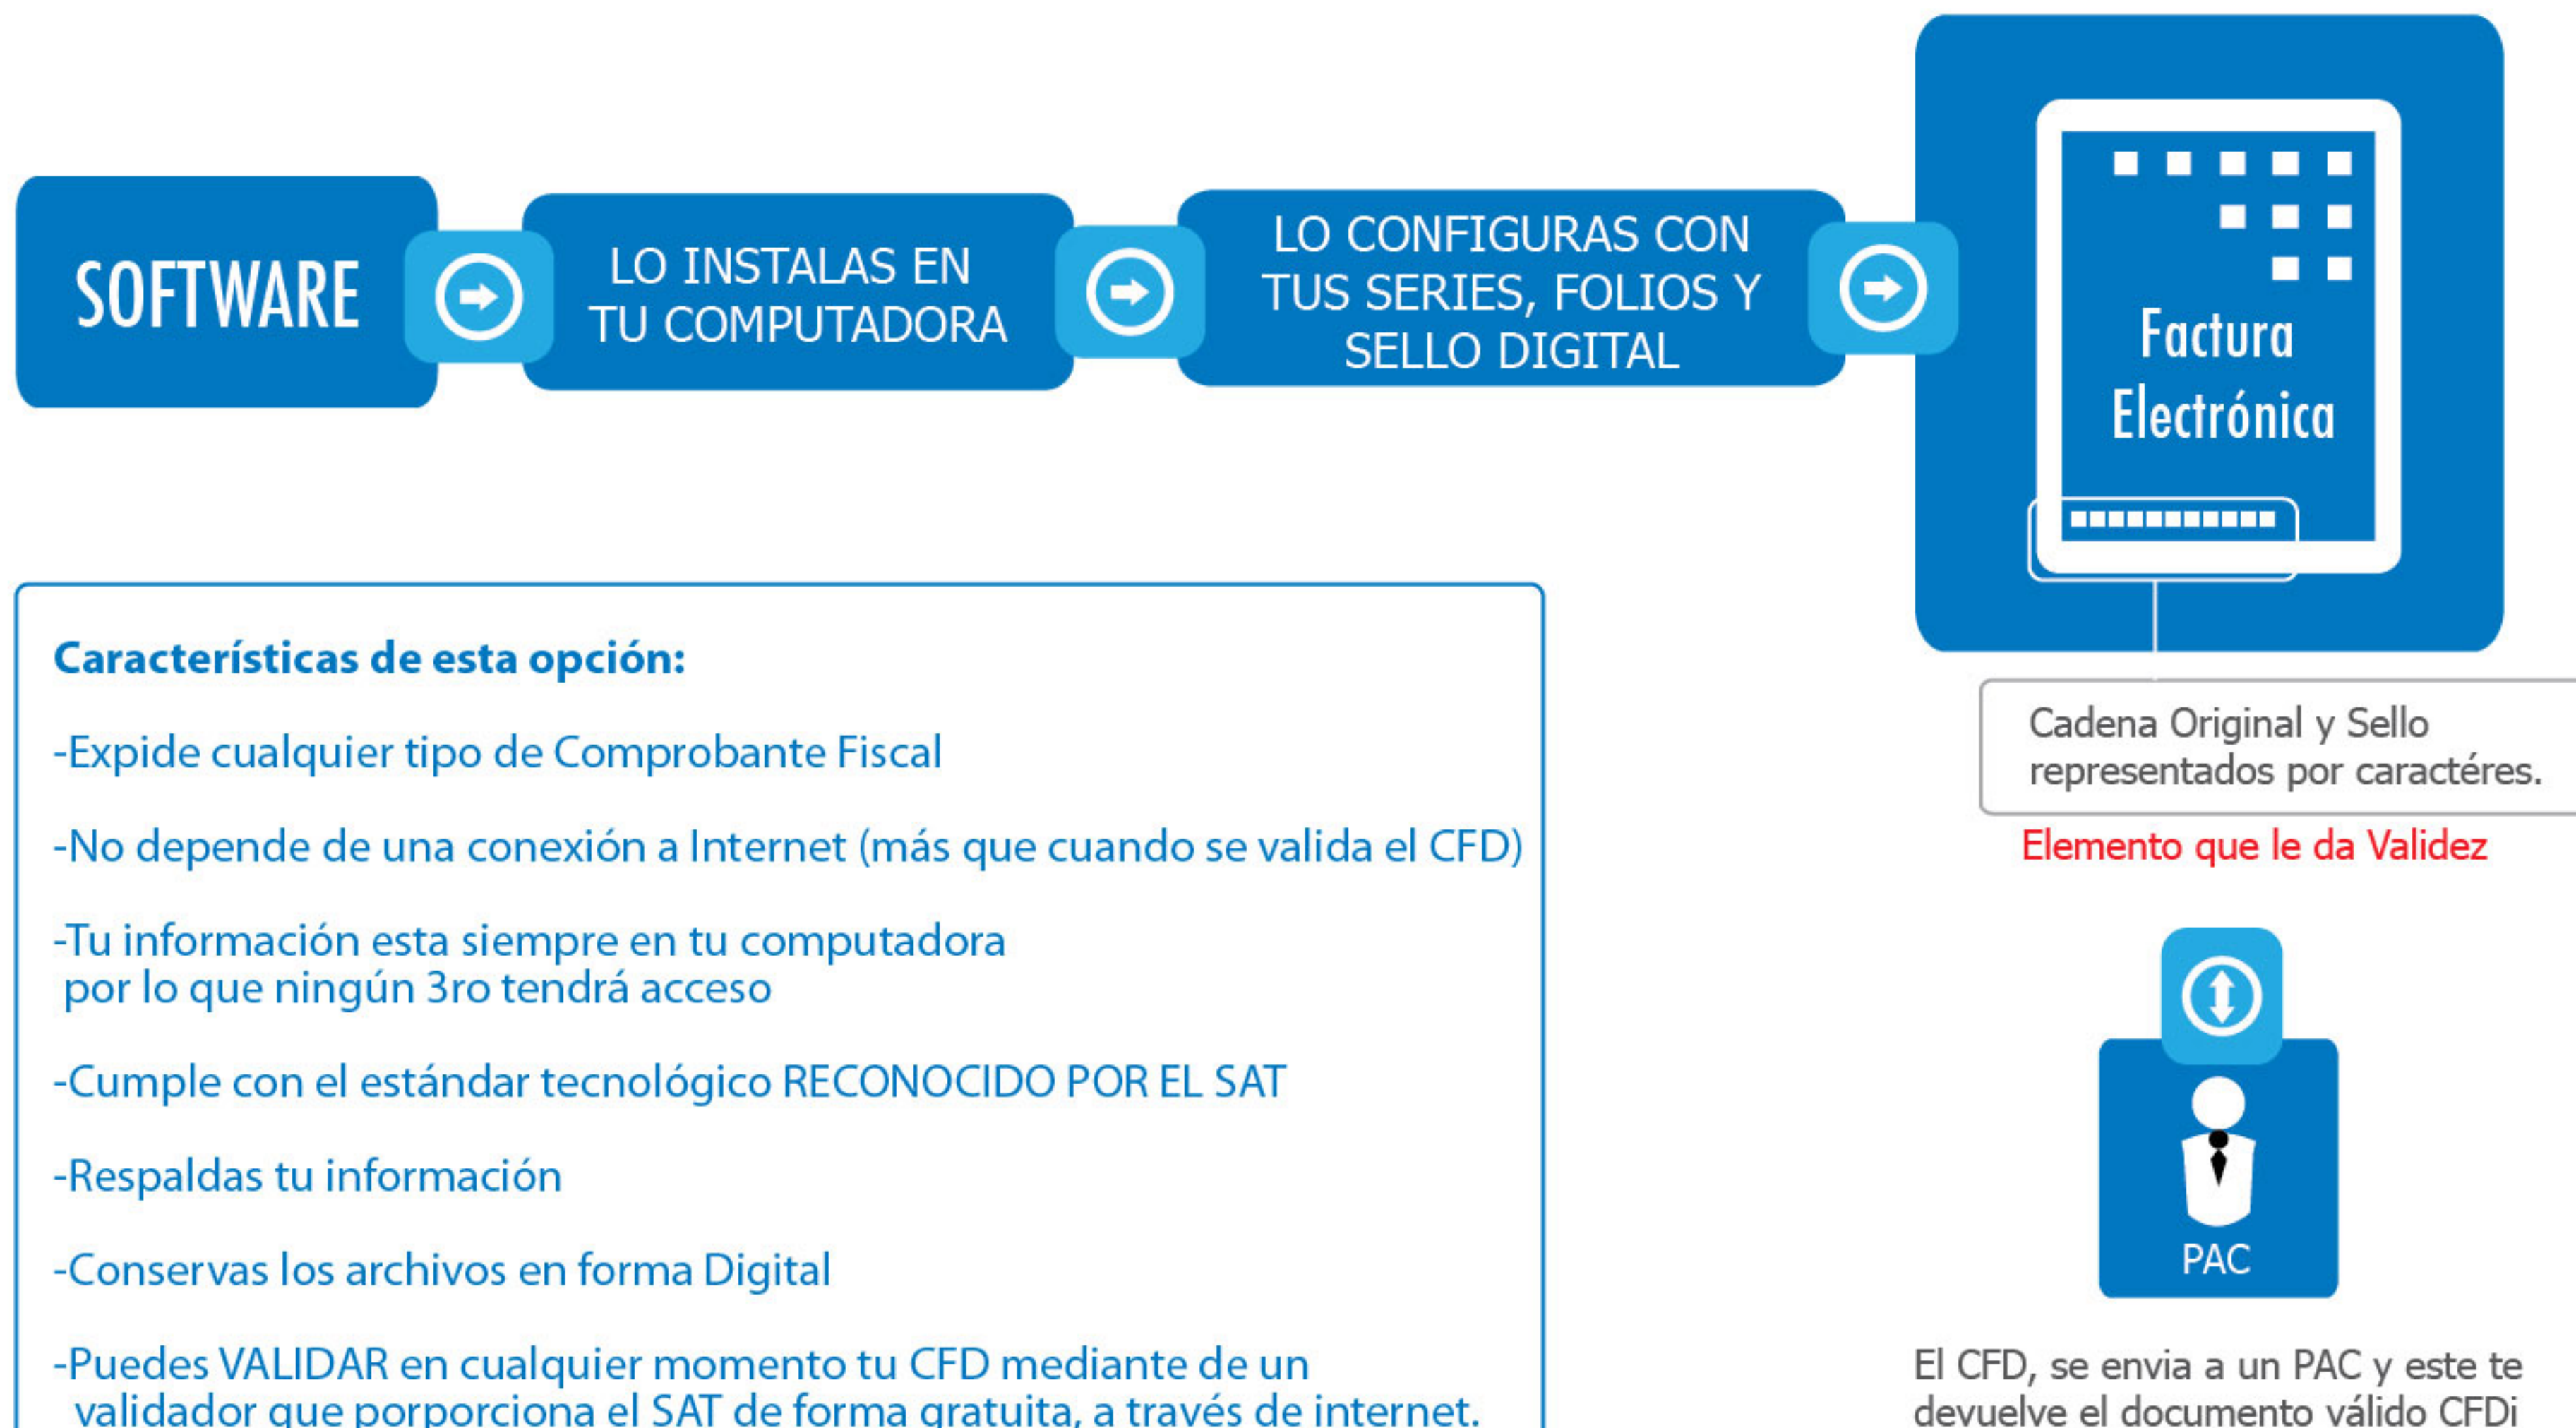 SOFTWARE
LO INSTALAS EN
TU COMPUTADORA
LO CONFIGURAS CON
TUS SERIES, FOLIOS Y
SELLO DIGITAL
Factura
Electrónica
Cadena Original y Sello
representados por caractéres.
Elemento que le da Validez
PAC
El CFD, se envia a un PAC y este te
devuelve el documento válido CFDi
Características de esta opción:
-Expide cualquier tipo de Comprobante Fiscal
-No depende de una conexión a Internet (más que cuando se valida el CFD)
-Tu información esta siempre en tu computadora
por lo que ningún 3ro tendrá acceso
-Cumple con el estándar tecnológico RECONOCIDO POR EL SAT
-Respaldas tu información
-Conservas los archivos en forma Digital
-Puedes VALIDAR en cualquier momento tu CFD mediante de un
validador que porporciona el SAT de forma gratuita, a través de internet.